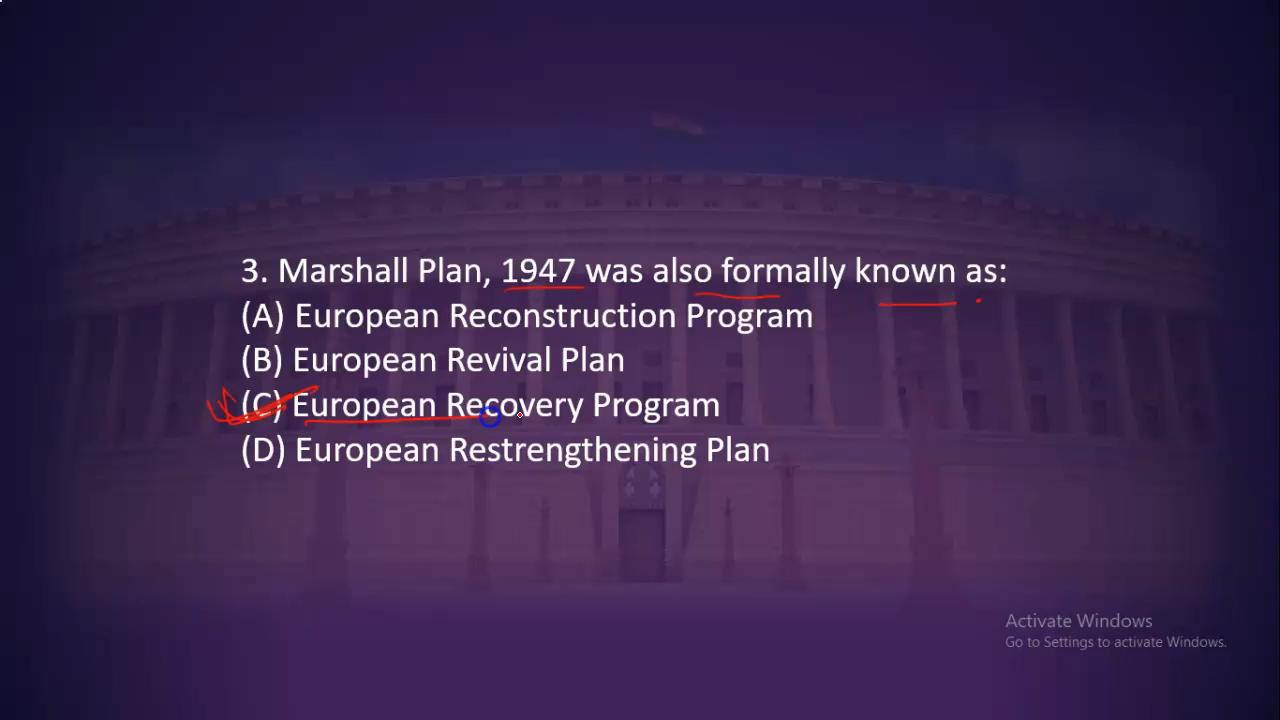 3. Marshall Plan, 1947 was also formally known as:
(A) European Reconstruction Program
(B) European Revival Plan
(C) European Recovery Program
(D) European Restrengthening Plan
Activate Windows
Go to Settings to activate Windows.